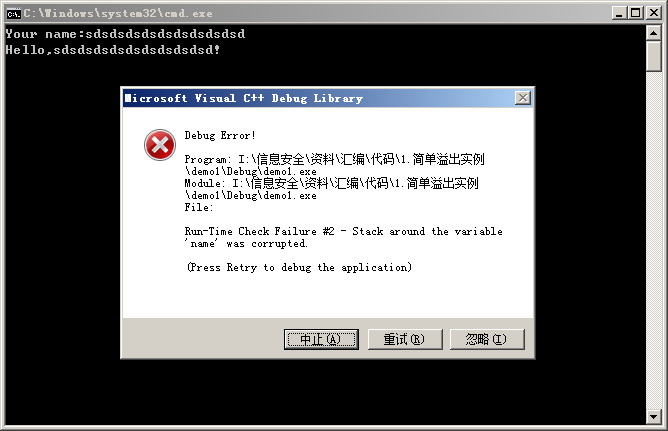 C:\Windows\system32\cmd.exe
Your name:sdsdsdsdsdsdsdsdsdsd
Hello,sdsdsdsdsdsdsdsdsdsd!
Microsoft Visual C++ Debug Library
Debug Error!
Program: I:\信息安全\资料\汇编\代码\1.简单溢出实例
\demo1\Debug\demo1.exe
Module: I:\信息安全\资料\汇编\代码\1.简单溢出实例
\demo1\Debug\demo1.exe
File:
Run-Time Check Failure #2 - Stack around the variable
'name' was corrupted.
(Press Retry to debug the application)
中止(A) 重试(R) 忽略(I)